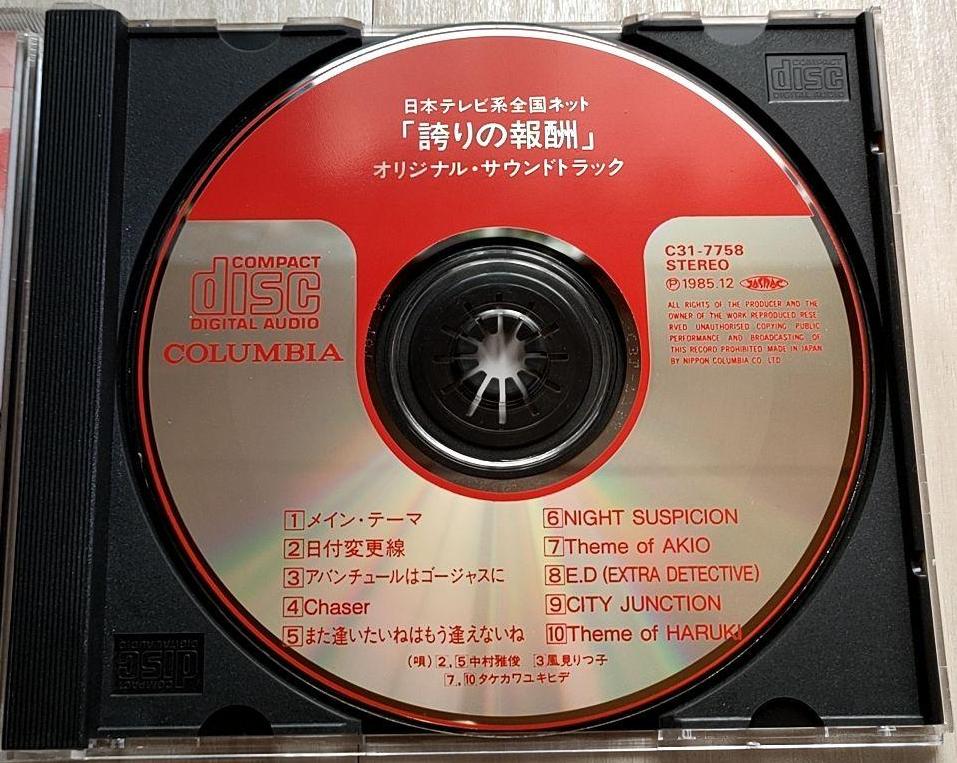 日本テレビ系全国ネット
「誇りの報酬」
オリジナル・サウンドトラック
COMPACT
disc
DIGITAL AUDIO
COLUMBIA
C31-7758
STEREO
Ⓟ1985.12 JASRAC
ALL RIGHTS OF THE PRODUCER AND THE
OWNER OF THE WORK REPRODUCED RESE-
RVED UNAUTHORISED COPYING PUBLIC
PERFORMANCE AND BROADCASTING OF
THIS RECORD PROHIBITED MADE IN JAPAN
BY NIPPON COLUMBIA CO. LTD
1 メイン・テーマ
2 日付変更線
3 アバンチュールはゴージャスに
4 Chaser
5 また逢いたいねはもう逢えないね
6 NIGHT SUSPICION
7 Theme of AKIO
8 E.D (EXTRA DETECTIVE)
9 CITY JUNCTION
10 Theme of HARUKI
(唄) 2, 5 中村雅俊 3 風見りつ子
7, 10 タケカワユキヒデ
COMPACT
disc
DIGITAL AUDIO
COMPACT
disc
DIGITAL AUDIO